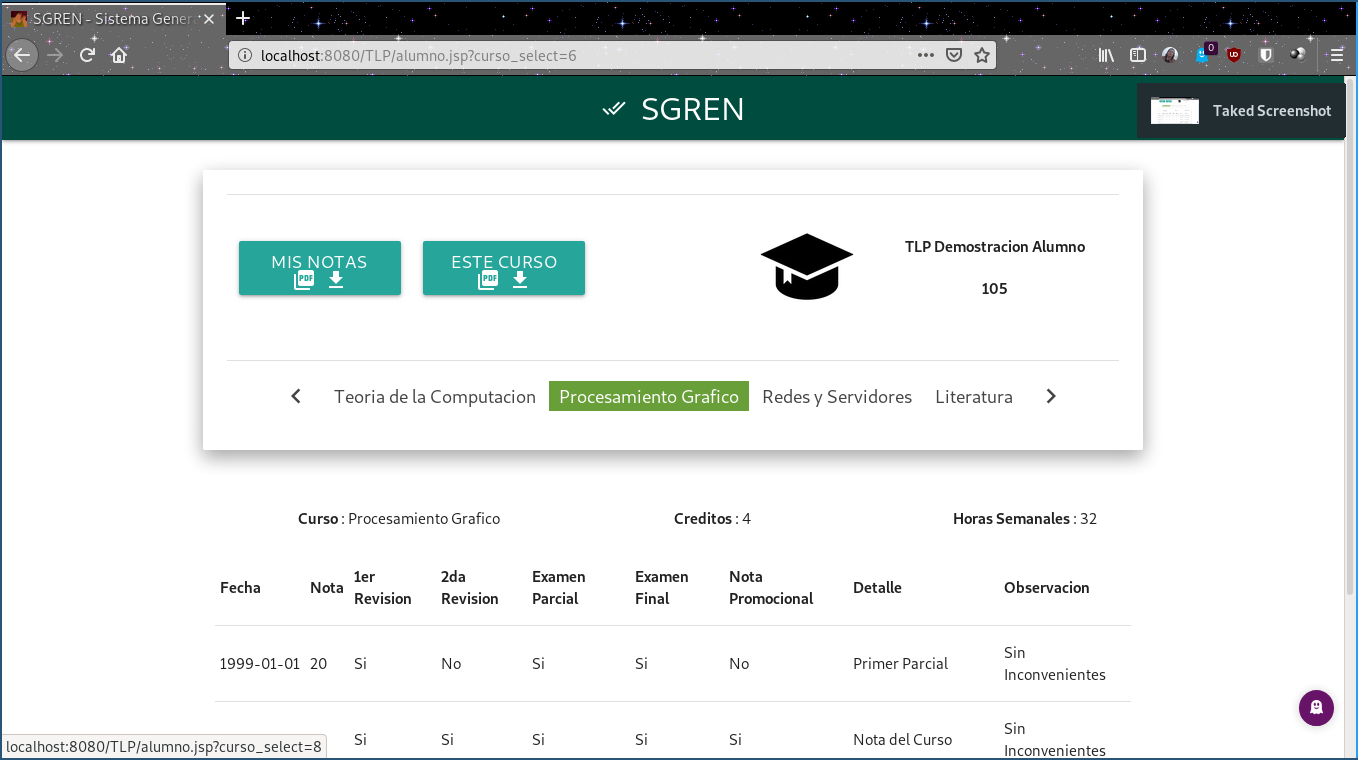 SGREN - Sistema Genera
localhost:8080/TLP/alumno.jsp?curso_select=6
0
SGREN
Taked Screenshot
MIS NOTAS
PDF
ESTE CURSO
PDF
TLP Demostracion Alumno
105
Teoria de la Computacion Procesamiento Grafico Redes y Servidores Literatura
Curso : Procesamiento Grafico Creditos : 4 Horas Semanales : 32
Fecha Nota 1er Revision 2da Revision Examen Parcial Examen Final Nota Promocional Detalle Observacion
1999-01-01 20 Si No Si Si No Primer Parcial Sin Inconvenientes
Si Si Si Si Si Nota del Curso Sin Inconvenientes
localhost:8080/TLP/alumno.jsp?curso_select=8